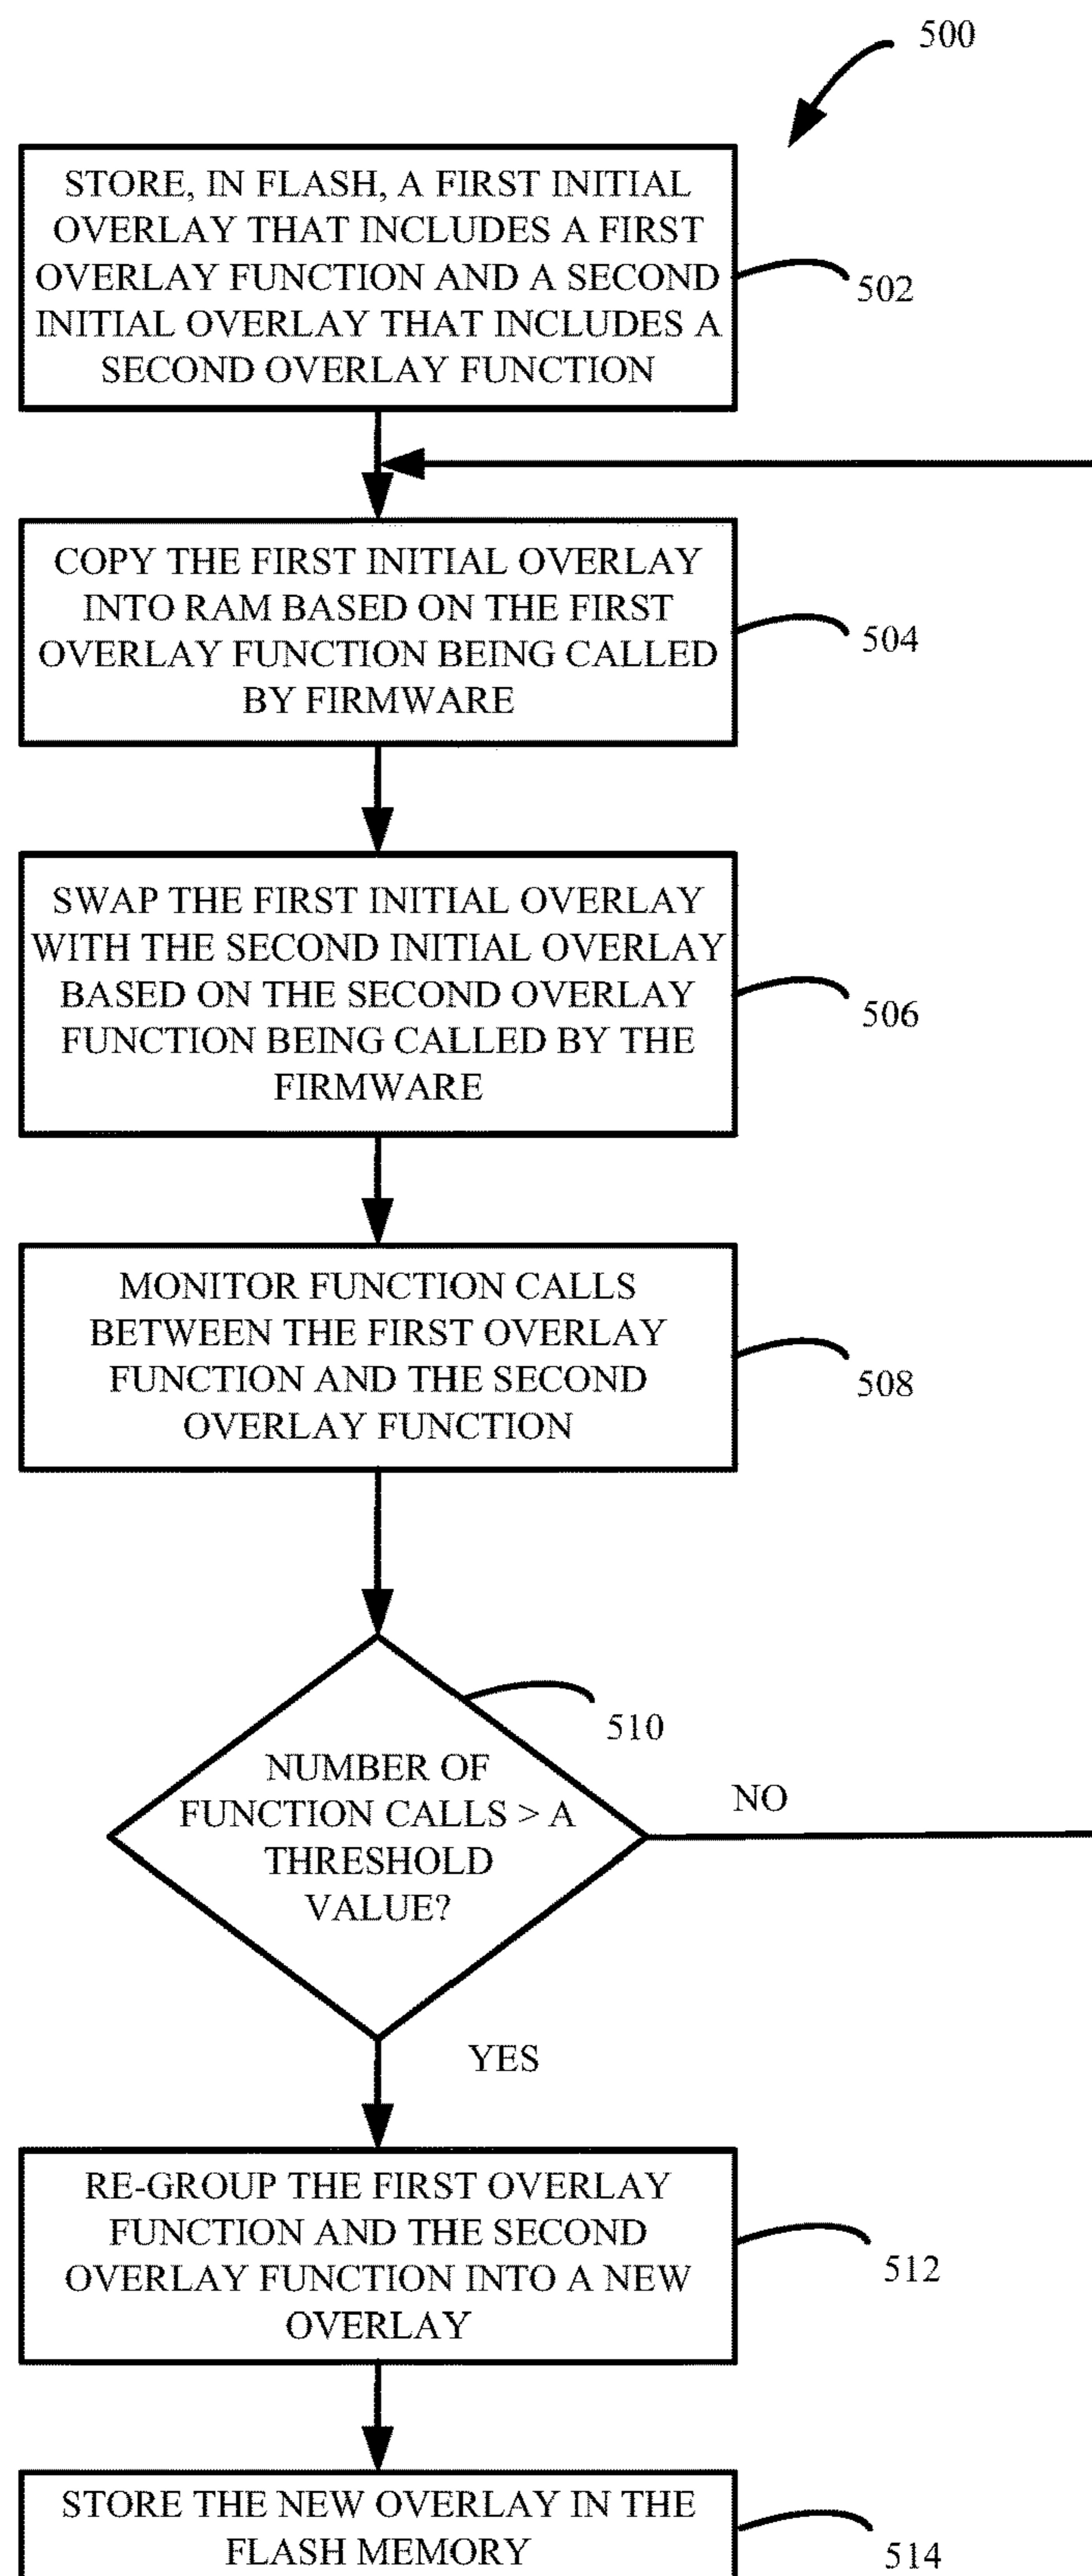 500
STORE, IN FLASH, A FIRST INITIAL
OVERLAY THAT INCLUDES A FIRST
OVERLAY FUNCTION AND A SECOND
INITIAL OVERLAY THAT INCLUDES A
SECOND OVERLAY FUNCTION
502
COPY THE FIRST INITIAL OVERLAY
INTO RAM BASED ON THE FIRST
OVERLAY FUNCTION BEING CALLED
BY FIRMWARE
504
SWAP THE FIRST INITIAL OVERLAY
WITH THE SECOND INITIAL OVERLAY
BASED ON THE SECOND OVERLAY
FUNCTION BEING CALLED BY THE
FIRMWARE
506
MONITOR FUNCTION CALLS
BETWEEN THE FIRST OVERLAY
FUNCTION AND THE SECOND
OVERLAY FUNCTION
508
510
NUMBER OF
FUNCTION CALLS > A
THRESHOLD
VALUE?
NO
YES
RE-GROUP THE FIRST OVERLAY
FUNCTION AND THE SECOND
OVERLAY FUNCTION INTO A NEW
OVERLAY
512
STORE THE NEW OVERLAY IN THE
FLASH MEMORY
514